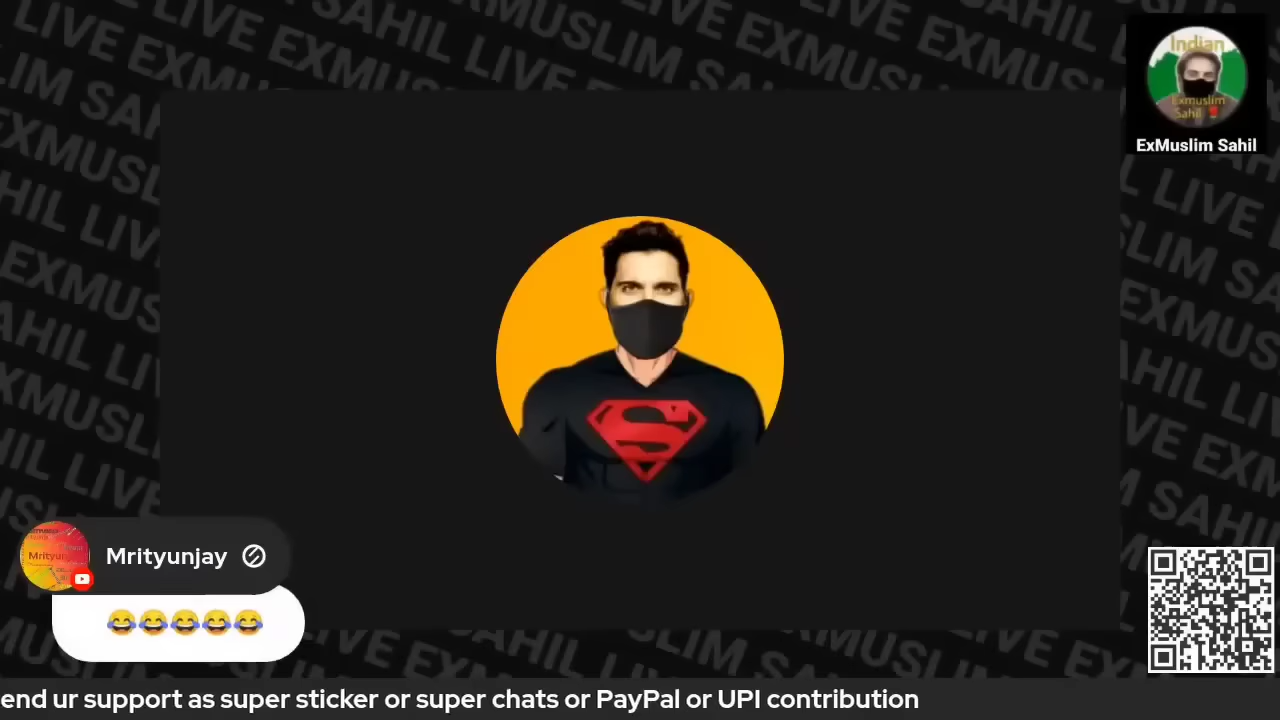 Indian
Exmuslim
Sahil
ExMuslim Sahil
Mrityunjay
😂😂😂😂😂
end ur support as super sticker or super chats or PayPal or UPI contribution